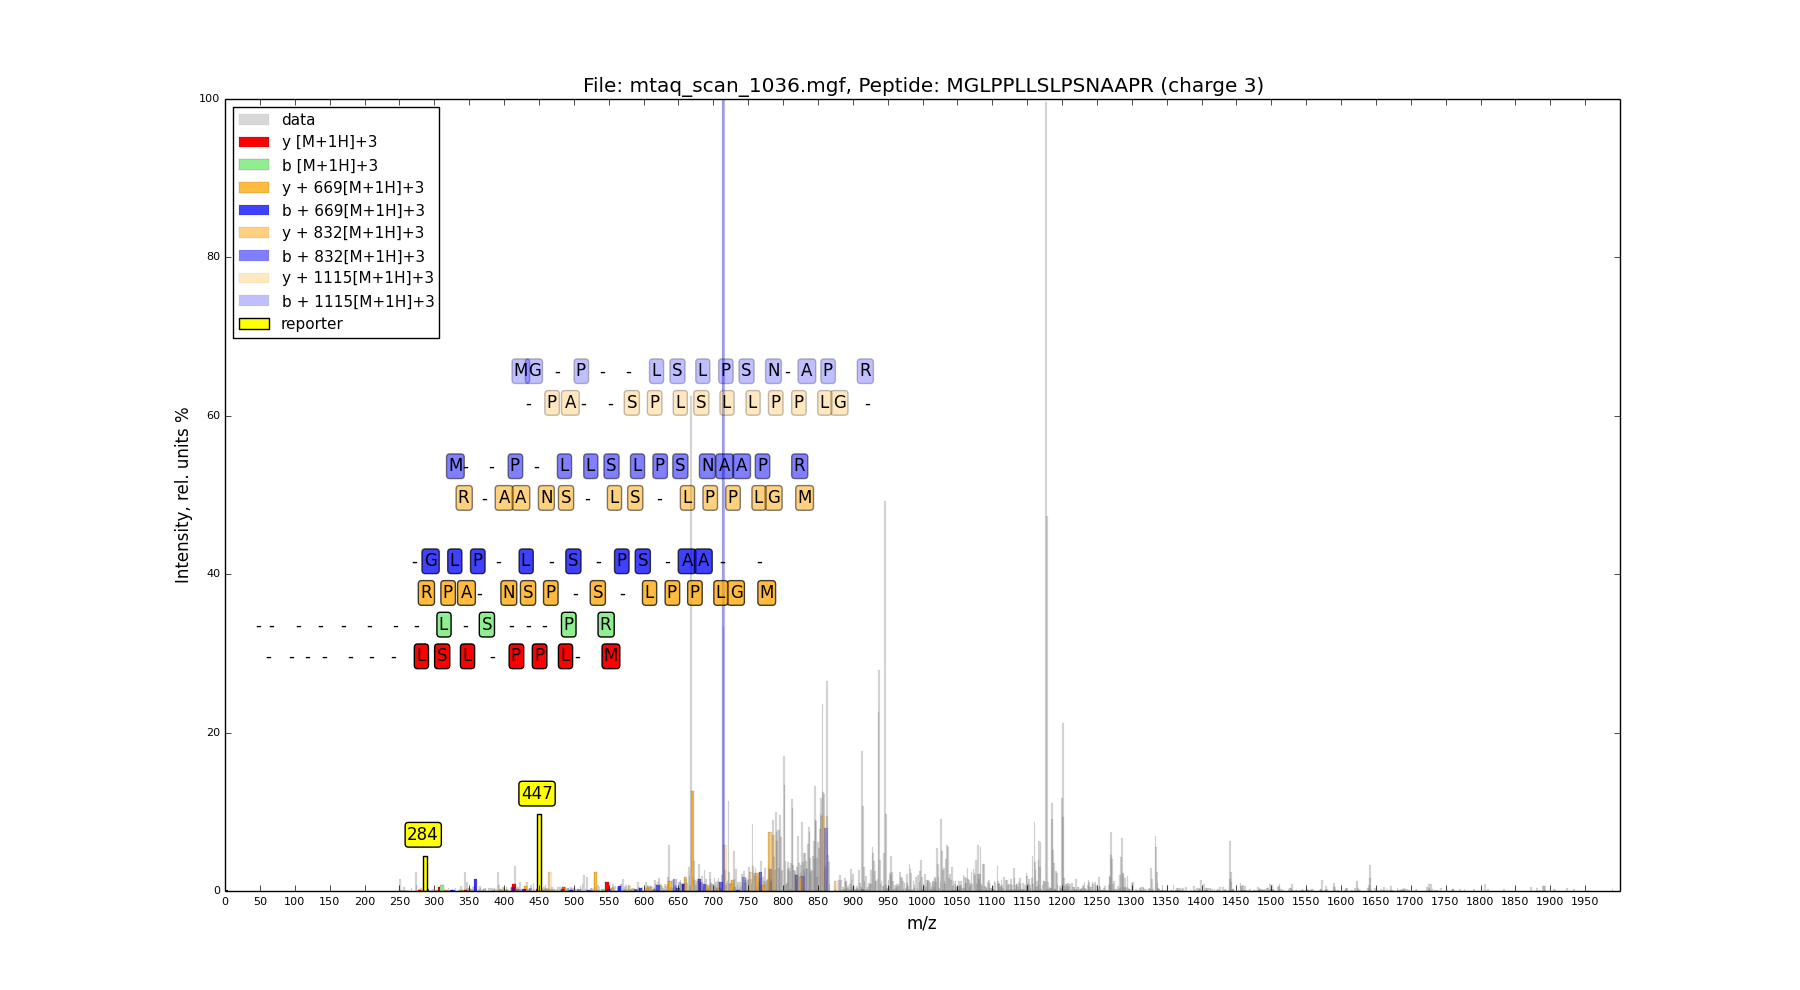 File: mtaq_scan_1036.mgf, Peptide: MGLPPLLSLPSNAAPR (charge 3)
100
80
60
40
20
0
Intensity, rel. units %
data
y [M+1H]+3
b [M+1H]+3
y + 669[M+1H]+3
b + 669[M+1H]+3
y + 832[M+1H]+3
b + 832[M+1H]+3
y + 1115[M+1H]+3
b + 1115[M+1H]+3
reporter
M G - P - - L S L P S N - A P R
- P A - - S P L S L L P P L G -
M - - P - L L S L P S N A A P R
R - A A N S - L S - L P P L G M
- G L P - L - S - P S - A A - -
R P A - N S P - S - L P P L G M
- - - - - - - - L - S - - - P R
- - - - - - - L S L - P P L - M
447
284
0 50 100 150 200 250 300 350 400 450 500 550 600 650 700 750 800 850 900 950 1000 1050 1100 1150 1200 1250 1300 1350 1400 1450 1500 1550 1600 1650 1700 1750 1800 1850 1900 1950
m/z